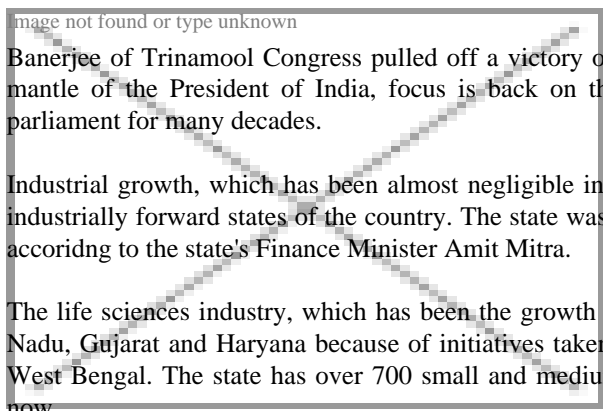 Image not found or type unknown
Banerjee of Trinamool Congress pulled off a victory o
mantle of the President of India, focus is back on th
parliament for many decades.
Industrial growth, which has been almost negligible in
industrially forward states of the country. The state was
accoridng to the state's Finance Minister Amit Mitra.
The life sciences industry, which has been the growth
Nadu, Gujarat and Haryana because of initiatives taken
West Bengal. The state has over 700 small and mediu
now